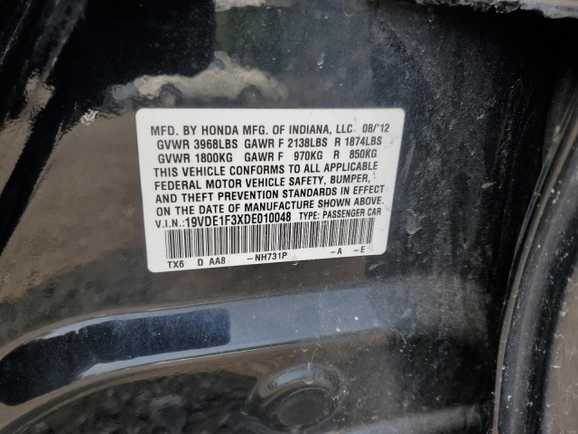 MFD. BY HONDA MFG. OF INDIANA, LLC. 08/'12
GVWR 3968LBS GAWR F 2138LBS R 1874LBS
GVWR 1800KG GAWR F 970KG R 850KG
THIS VEHICLE CONFORMS TO ALL APPLICABLE
FEDERAL MOTOR VEHICLE SAFETY, BUMPER,
AND THEFT PREVENTION STANDARDS IN EFFECT
ON THE DATE OF MANUFACTURE SHOWN ABOVE.
V.I.N.:19VDE1F3XDE010048 TYPE: PASSENGER CAR
TX6 D AA8 -NH731P -A -E